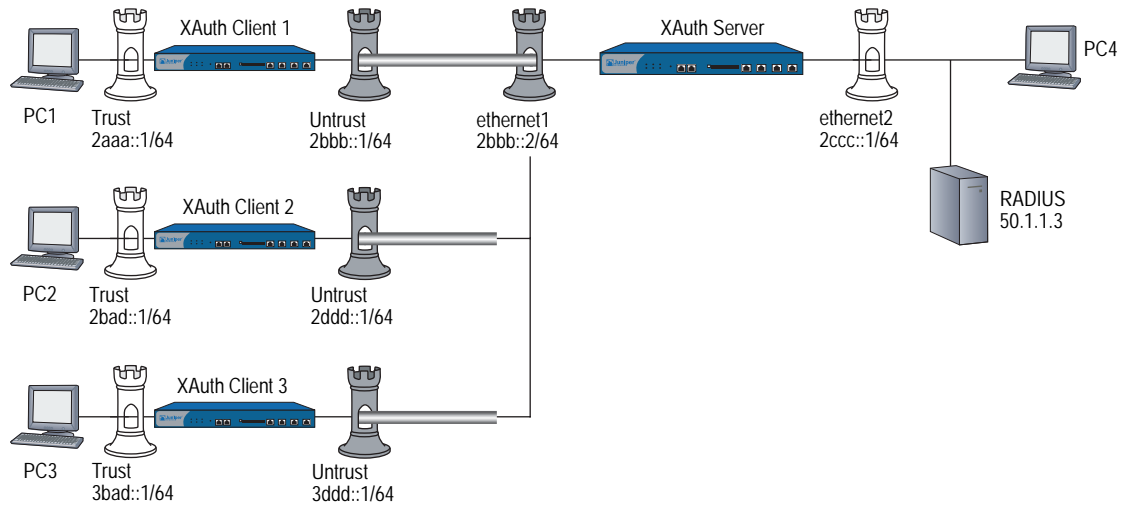 XAuth Client 1
XAuth Server
PC1
Trust
2aaa::1/64
Untrust
2bbb::1/64
ethernet1
2bbb::2/64
ethernet2
2ccc::1/64
PC4
RADIUS
50.1.1.3
XAuth Client 2
PC2
Trust
2bad::1/64
Untrust
2ddd::1/64
XAuth Client 3
PC3
Trust
3bad::1/64
Untrust
3ddd::1/64